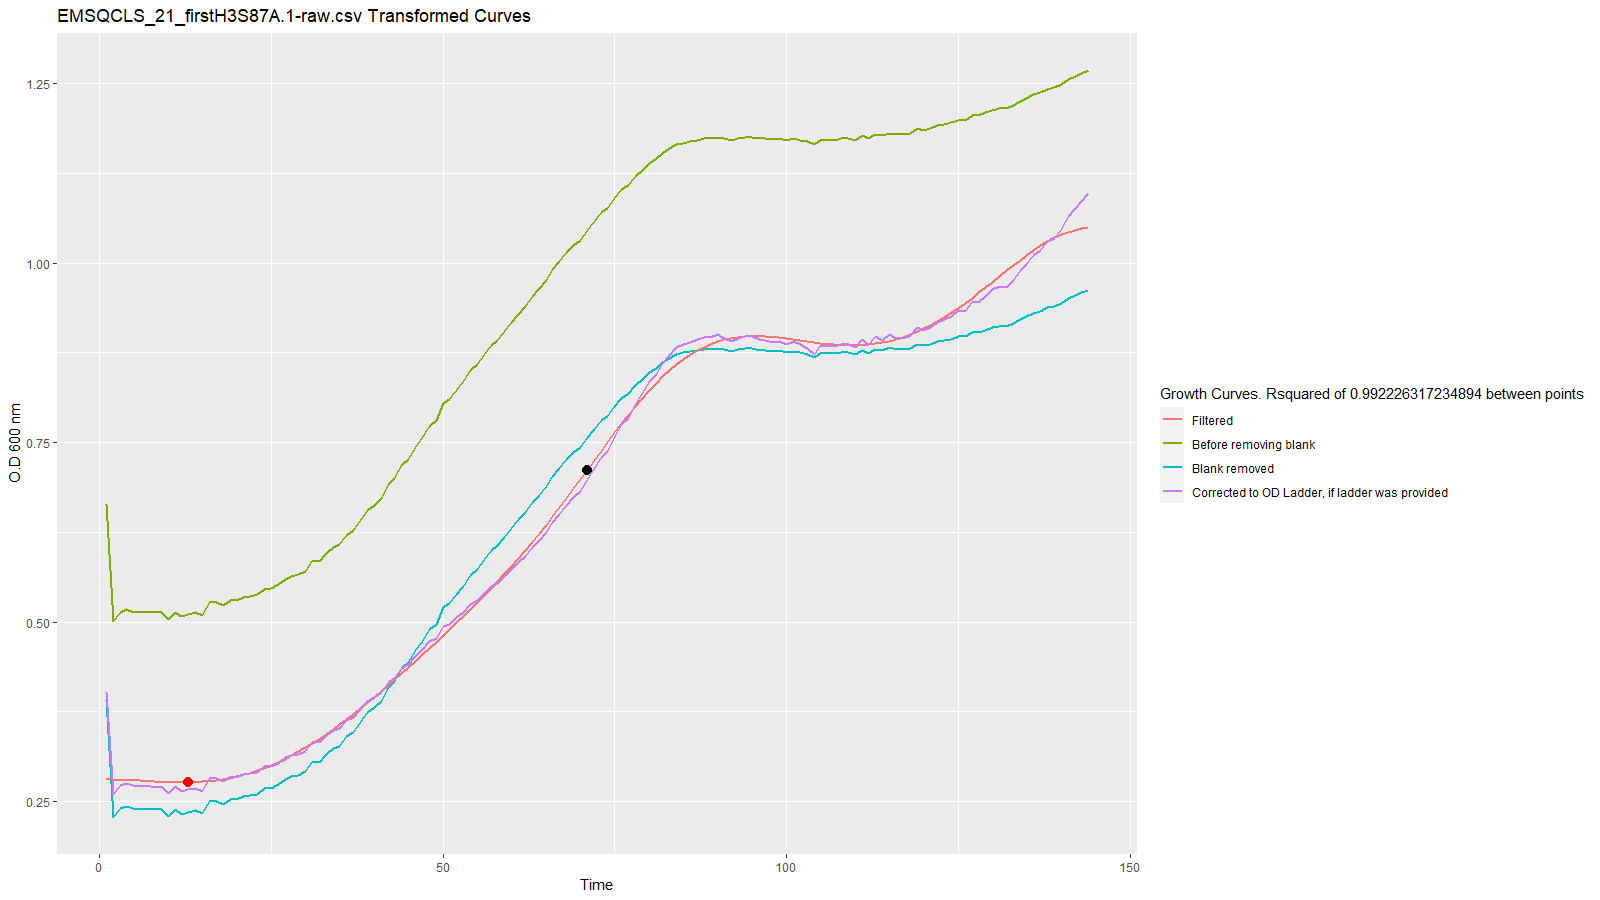 EMSQCLS_21_firstH3S87A.1-raw.csv Transformed Curves
1.25
1.00
0.75
0.50
0.25
O.D 600 nm
0
50
100
150
Time
Growth Curves. Rsquared of 0.992226317234894 between points
Filtered
Before removing blank
Blank removed
Corrected to OD Ladder, if ladder was provided